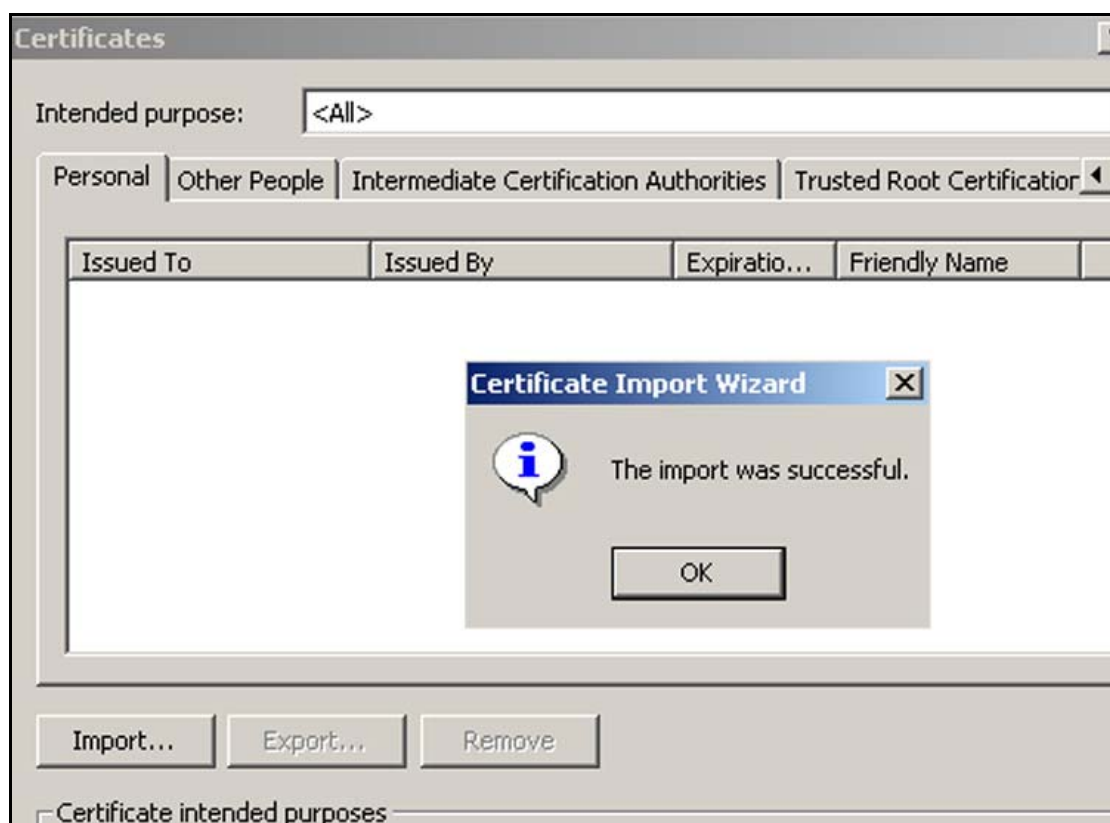 Certificates
Intended purpose: <All>
Personal Other People Intermediate Certification Authorities Trusted Root Certification
Issued To Issued By Expiratio... Friendly Name
Certificate Import Wizard
The import was successful.
OK
Import... Export... Remove
Certificate intended purposes